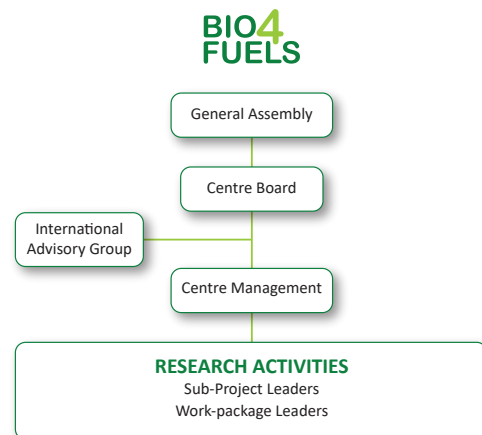 BIO4
FUELS
General Assembly
Centre Board
International
Advisory Group
Centre Management
RESEARCH ACTIVITIES
Sub-Project Leaders
Work-package Leaders